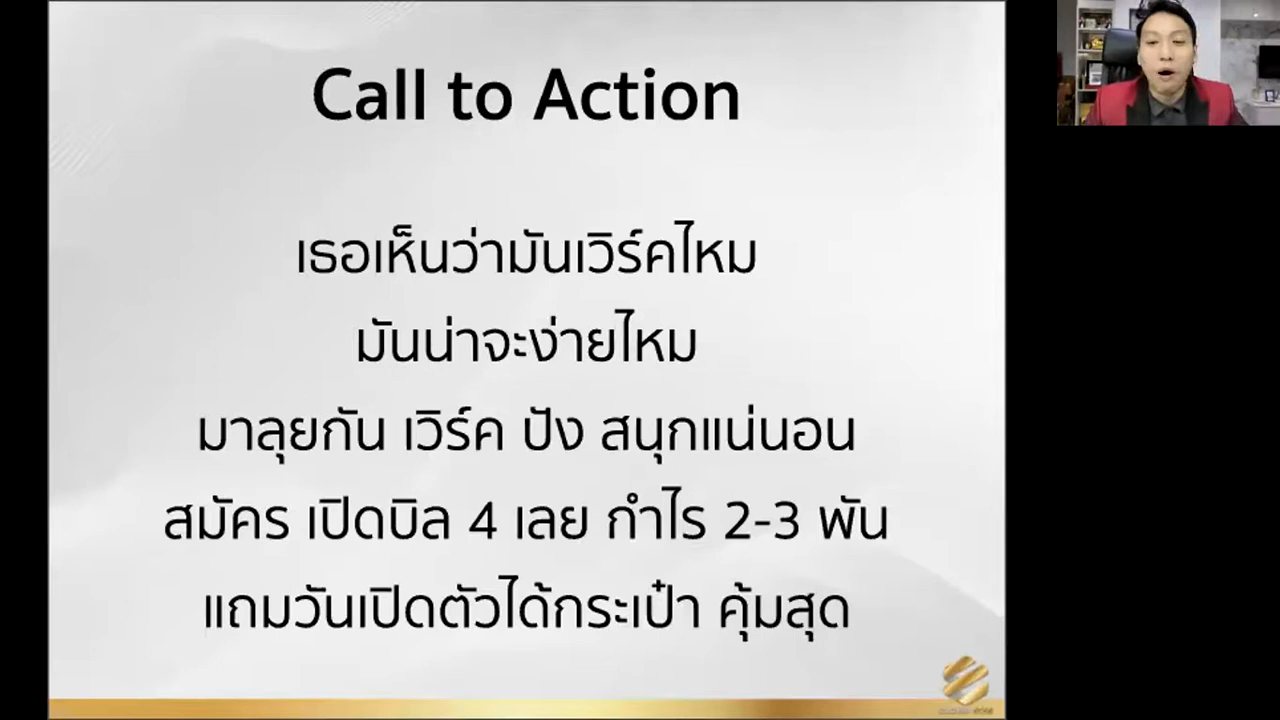 Call to Action
เธอเห็นว่ามันเวิร์คไหม
มันน่าจะง่ายไหม
มาลุยกัน เวิร์ค ปัง สนุกแน่นอน
สมัคร เปิดบิล 4 เลย กำไร 2-3 พัน
แถมวันเปิดตัวได้กระเป๋า คุ้มสุด